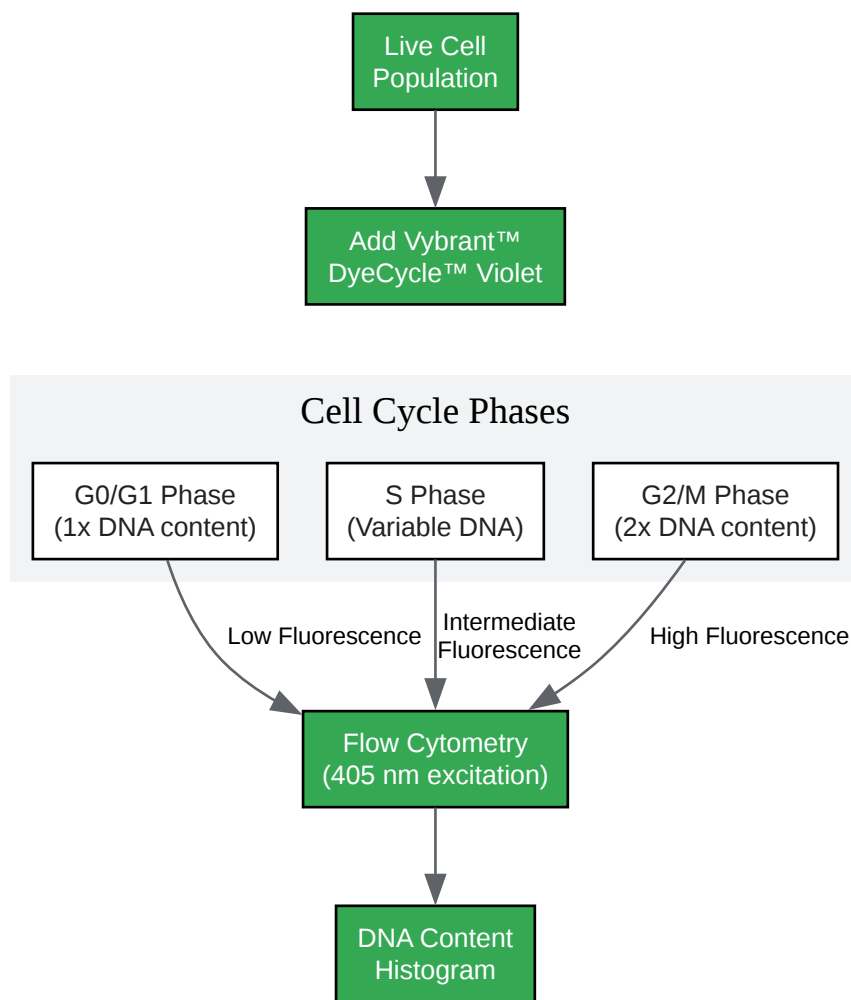 Live Cell
Population
Add Vybrant™
DyeCycle™ Violet
Cell Cycle Phases
G0/G1 Phase
(1x DNA content)
S Phase
(Variable DNA)
G2/M Phase
(2x DNA content)
Low Fluorescence
Intermediate
Fluorescence
High Fluorescence
Flow Cytometry
(405 nm excitation)
DNA Content
Histogram